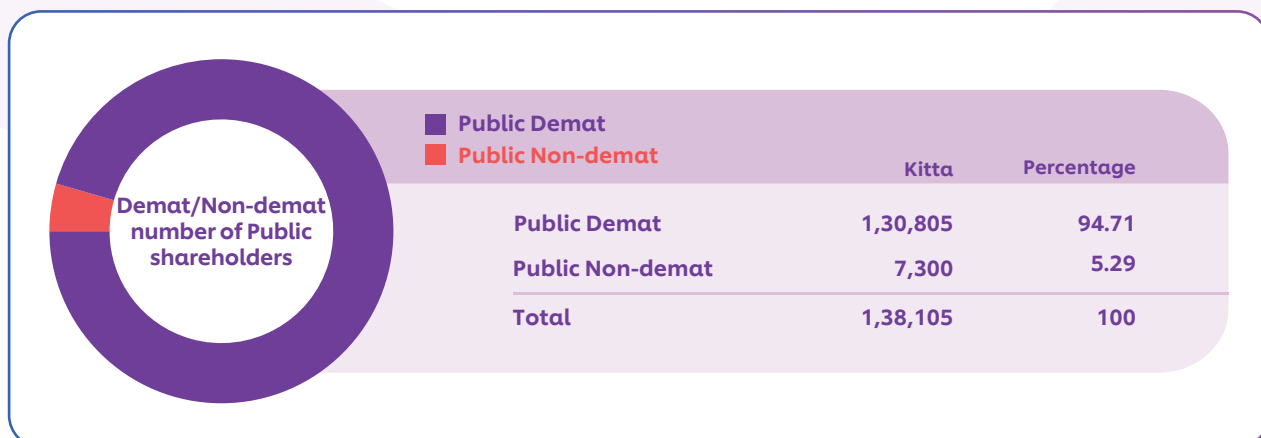 Demat/Non-demat
number of Public
shareholders
Public Demat
Public Non-demat
Kitta Percentage
Public Demat 1,30,805 94.71
Public Non-demat 7,300 5.29
Total 1,38,105 100